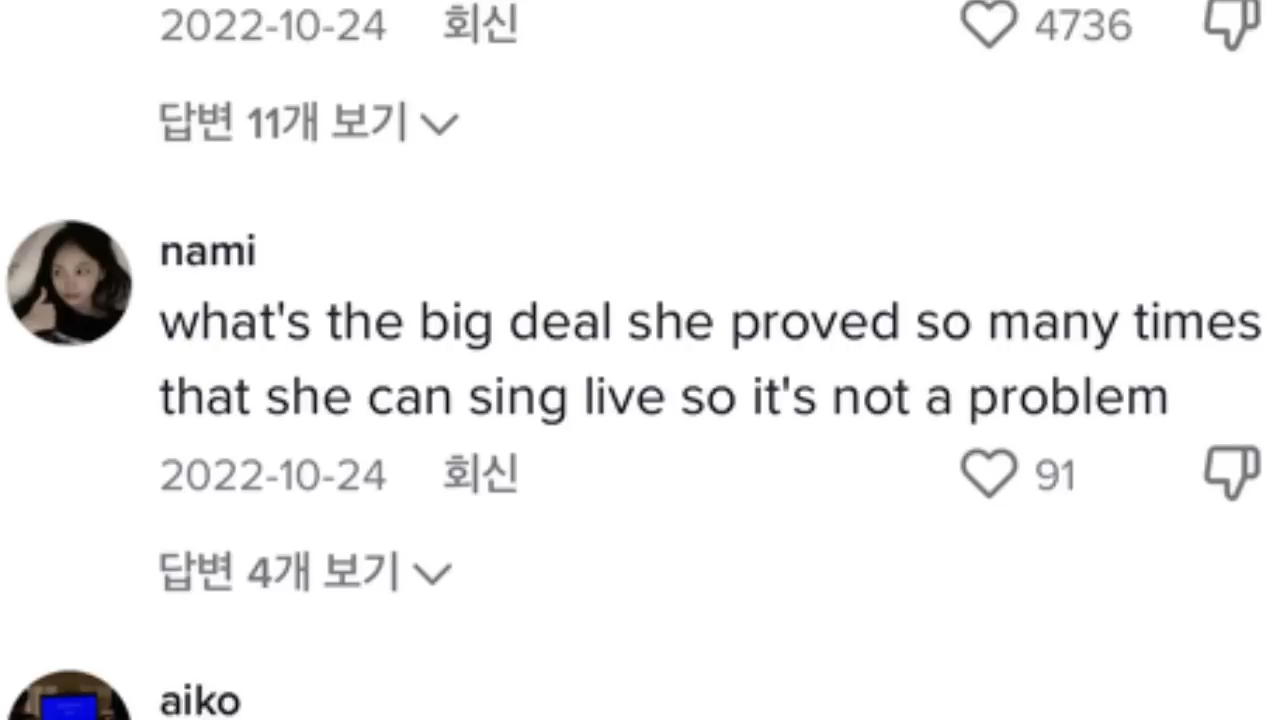 2022-10-24 회신 4736
답변 11개 보기
nami
what's the big deal she proved so many times
that she can sing live so it's not a problem
2022-10-24 회신 91
답변 4개 보기
aiko